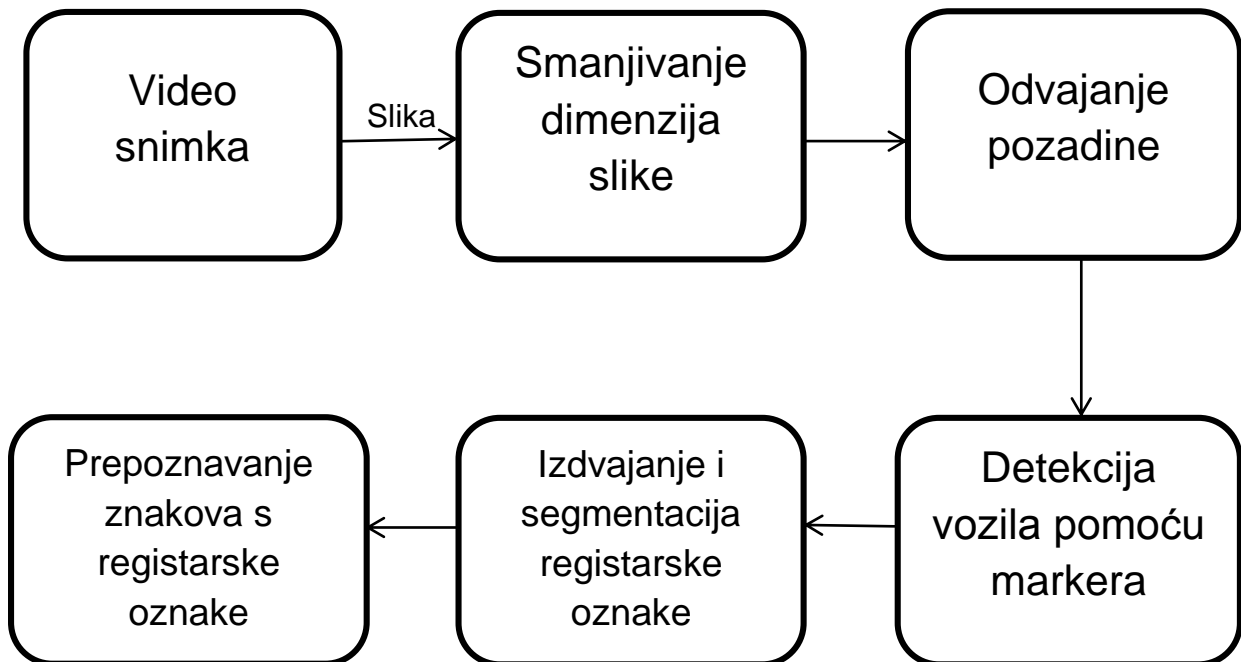 Video
snimka
Slika
Smanjivanje
dimenzija
slike
Odvajanje
pozadine
Detekcija
vozila pomoću
markera
Izdvajanje i
segmentacija
registarske
oznake
Prepoznavanje
znakova s
registarske
oznake